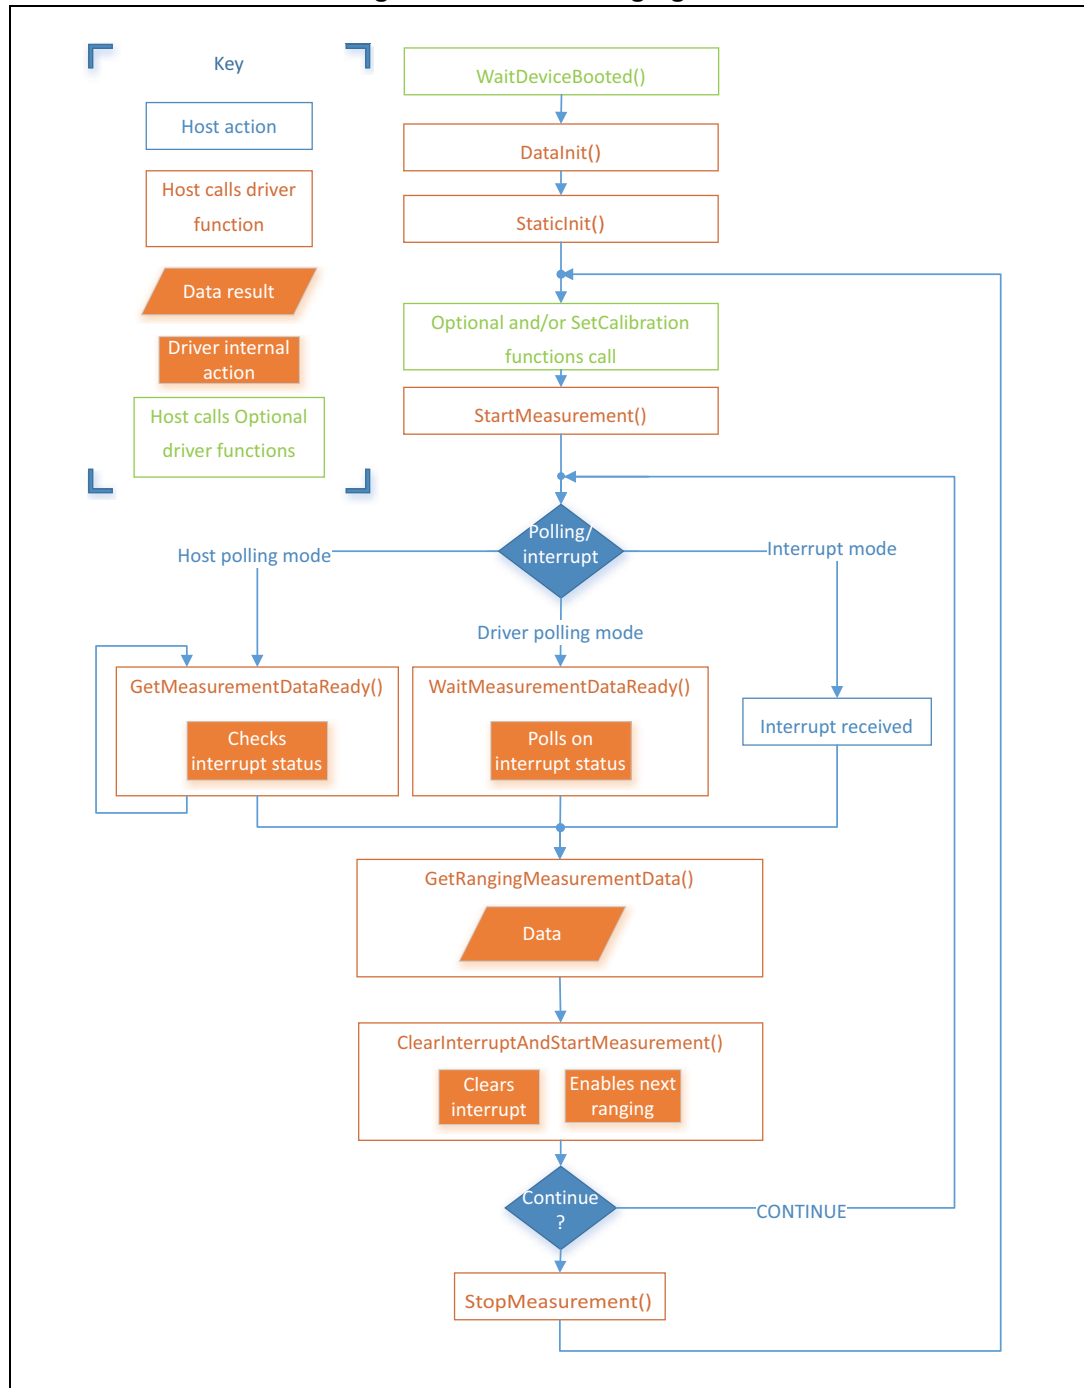 Key
Host action
Host calls driver
function
Data result
Driver internal
action
Host calls Optional
driver functions
WaitDeviceBooted()
DataInit()
StaticInit()
Optional and/or SetCalibration
functions call
StartMeasurement()
Polling/
interrupt
Host polling mode
Interrupt mode
Driver polling mode
GetMeasurementDataReady()
Checks
interrupt status
WaitMeasurementDataReady()
Polls on
interrupt status
Interrupt received
GetRangingMeasurementData()
Data
ClearInterruptAndStartMeasurement()
Clears
interrupt
Enables next
ranging
Continue
?
CONTINUE
StopMeasurement()